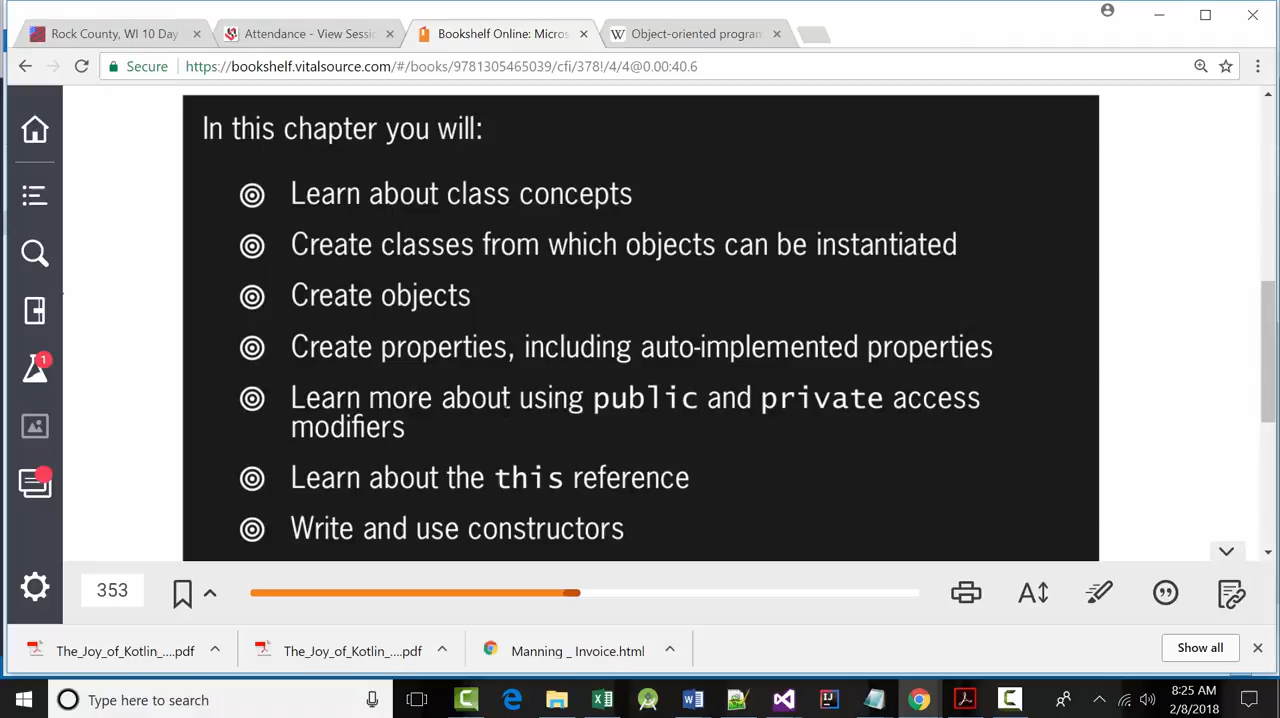 Rock County, WI 10 Day
Attendance - View Sessi
Bookshelf Online: Micros
Object-oriented program
Secure
https://bookshelf.vitalsource.com/#/books/9781305465039/cfi/378!/4/4@0.00:40.6
In this chapter you will:
Learn about class concepts
Create classes from which objects can be instantiated
Create objects
Create properties, including auto-implemented properties
Learn more about using public and private access
modifiers
Learn about the this reference
Write and use constructors
1
353
The_Joy_of_Kotlin_....pdf
The_Joy_of_Kotlin_....pdf
Manning _ Invoice.html
Show all
Type here to search
8:25 AM
2/8/2018